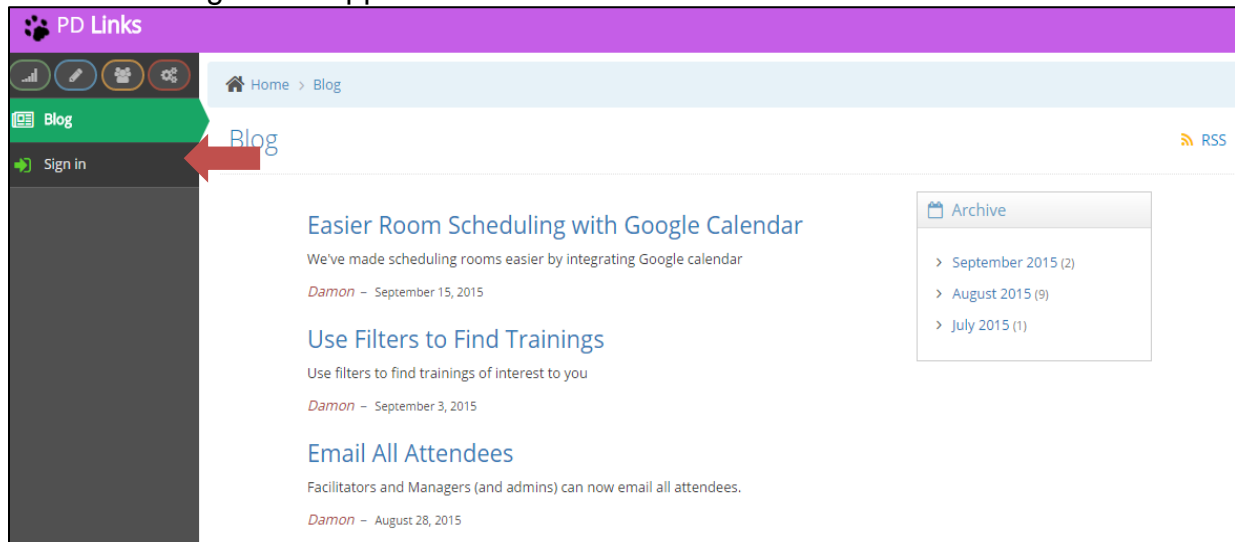 PD Links
Home > Blog
Blog
Sign in
Blog
RSS
Easier Room Scheduling with Google Calendar
We've made scheduling rooms easier by integrating Google calendar
Damon – September 15, 2015
Use Filters to Find Trainings
Use filters to find trainings of interest to you
Damon – September 3, 2015
Email All Attendees
Facilitators and Managers (and admins) can now email all attendees.
Damon – August 28, 2015
Archive
> September 2015 (2)
> August 2015 (9)
> July 2015 (1)